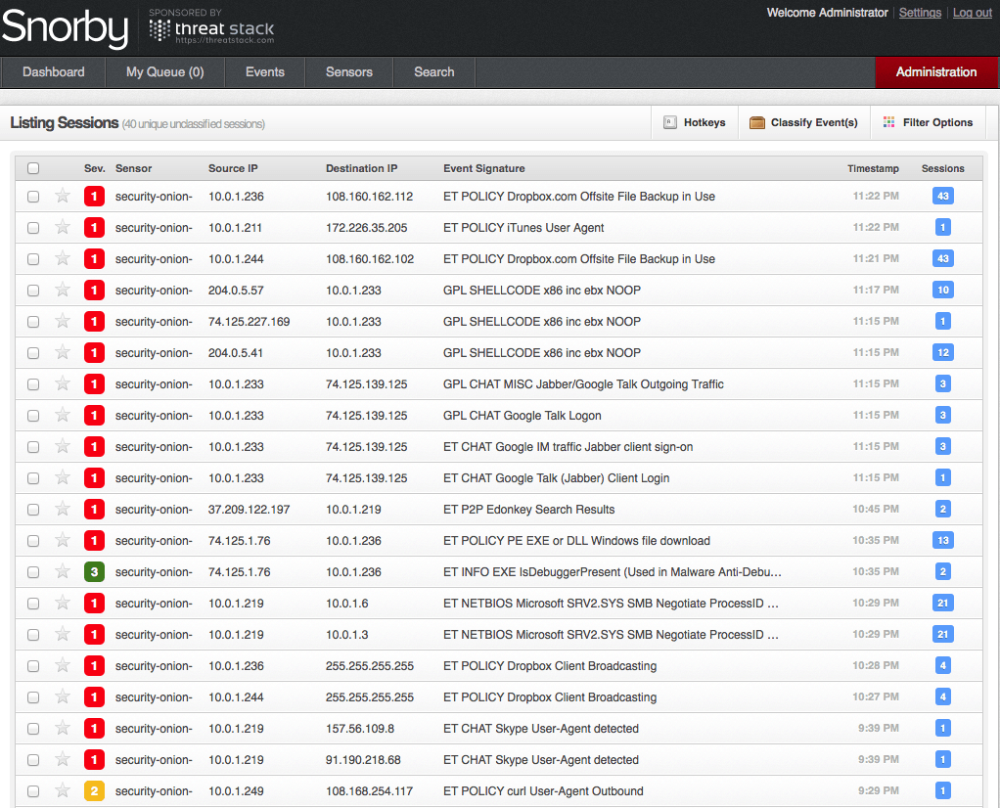 Snorby SPONSORED BY threat stack https://threatstack.com Welcome Administrator Settings Log out
Dashboard My Queue (0) Events Sensors Search Administration
Listing Sessions (40 unique unclassified sessions) Hotkeys Classify Event(s) Filter Options
Sev. Sensor Source IP Destination IP Event Signature Timestamp Sessions
1 security-onion- 10.0.1.236 108.160.162.112 ET POLICY Dropbox.com Offsite File Backup in Use 11:22 PM 43
1 security-onion- 10.0.1.211 172.226.35.205 ET POLICY iTunes User Agent 11:22 PM 1
1 security-onion- 10.0.1.244 108.160.162.102 ET POLICY Dropbox.com Offsite File Backup in Use 11:21 PM 43
1 security-onion- 204.0.5.57 10.0.1.233 GPL SHELLCODE x86 inc ebx NOOP 11:17 PM 10
1 security-onion- 74.125.227.169 10.0.1.233 GPL SHELLCODE x86 inc ebx NOOP 11:15 PM 1
1 security-onion- 204.0.5.41 10.0.1.233 GPL SHELLCODE x86 inc ebx NOOP 11:15 PM 12
1 security-onion- 10.0.1.233 74.125.139.125 GPL CHAT MISC Jabber/Google Talk Outgoing Traffic 11:15 PM 3
1 security-onion- 10.0.1.233 74.125.139.125 GPL CHAT Google Talk Logon 11:15 PM 3
1 security-onion- 10.0.1.233 74.125.139.125 ET CHAT Google IM traffic Jabber client sign-on 11:15 PM 3
1 security-onion- 10.0.1.233 74.125.139.125 ET CHAT Google Talk (Jabber) Client Login 11:15 PM 1
1 security-onion- 37.209.122.197 10.0.1.219 ET P2P Edonkey Search Results 10:45 PM 2
1 security-onion- 74.125.1.76 10.0.1.236 ET POLICY PE EXE or DLL Windows file download 10:35 PM 13
3 security-onion- 74.125.1.76 10.0.1.236 ET INFO EXE IsDebuggerPresent (Used in Malware Anti-Debu… 10:35 PM 2
1 security-onion- 10.0.1.219 10.0.1.6 ET NETBIOS Microsoft SRV2.SYS SMB Negotiate ProcessID … 10:29 PM 21
1 security-onion- 10.0.1.219 10.0.1.3 ET NETBIOS Microsoft SRV2.SYS SMB Negotiate ProcessID … 10:29 PM 21
1 security-onion- 10.0.1.236 255.255.255.255 ET POLICY Dropbox Client Broadcasting 10:28 PM 4
1 security-onion- 10.0.1.244 255.255.255.255 ET POLICY Dropbox Client Broadcasting 10:27 PM 4
1 security-onion- 10.0.1.219 157.56.109.8 ET CHAT Skype User-Agent detected 9:39 PM 1
1 security-onion- 10.0.1.219 91.190.218.68 ET CHAT Skype User-Agent detected 9:39 PM 1
2 security-onion- 10.0.1.249 108.168.254.117 ET POLICY curl User-Agent Outbound 9:29 PM 1